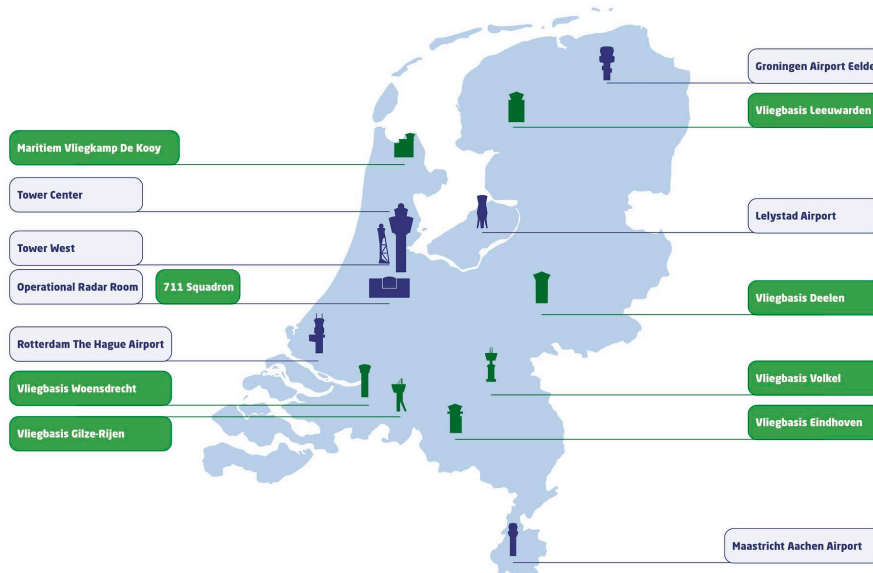 Groningen Airport Eelde
Vliegbasis Leeuwarden
Maritiem Vliegkamp De Kooy
Tower Center
Lelystad Airport
Tower West
Operational Radar Room
711 Squadron
Vliegbasis Deelen
Rotterdam The Hague Airport
Vliegbasis Woensdrecht
Vliegbasis Volkel
Vliegbasis Gilze-Rijen
Vliegbasis Eindhoven
Maastricht Aachen Airport